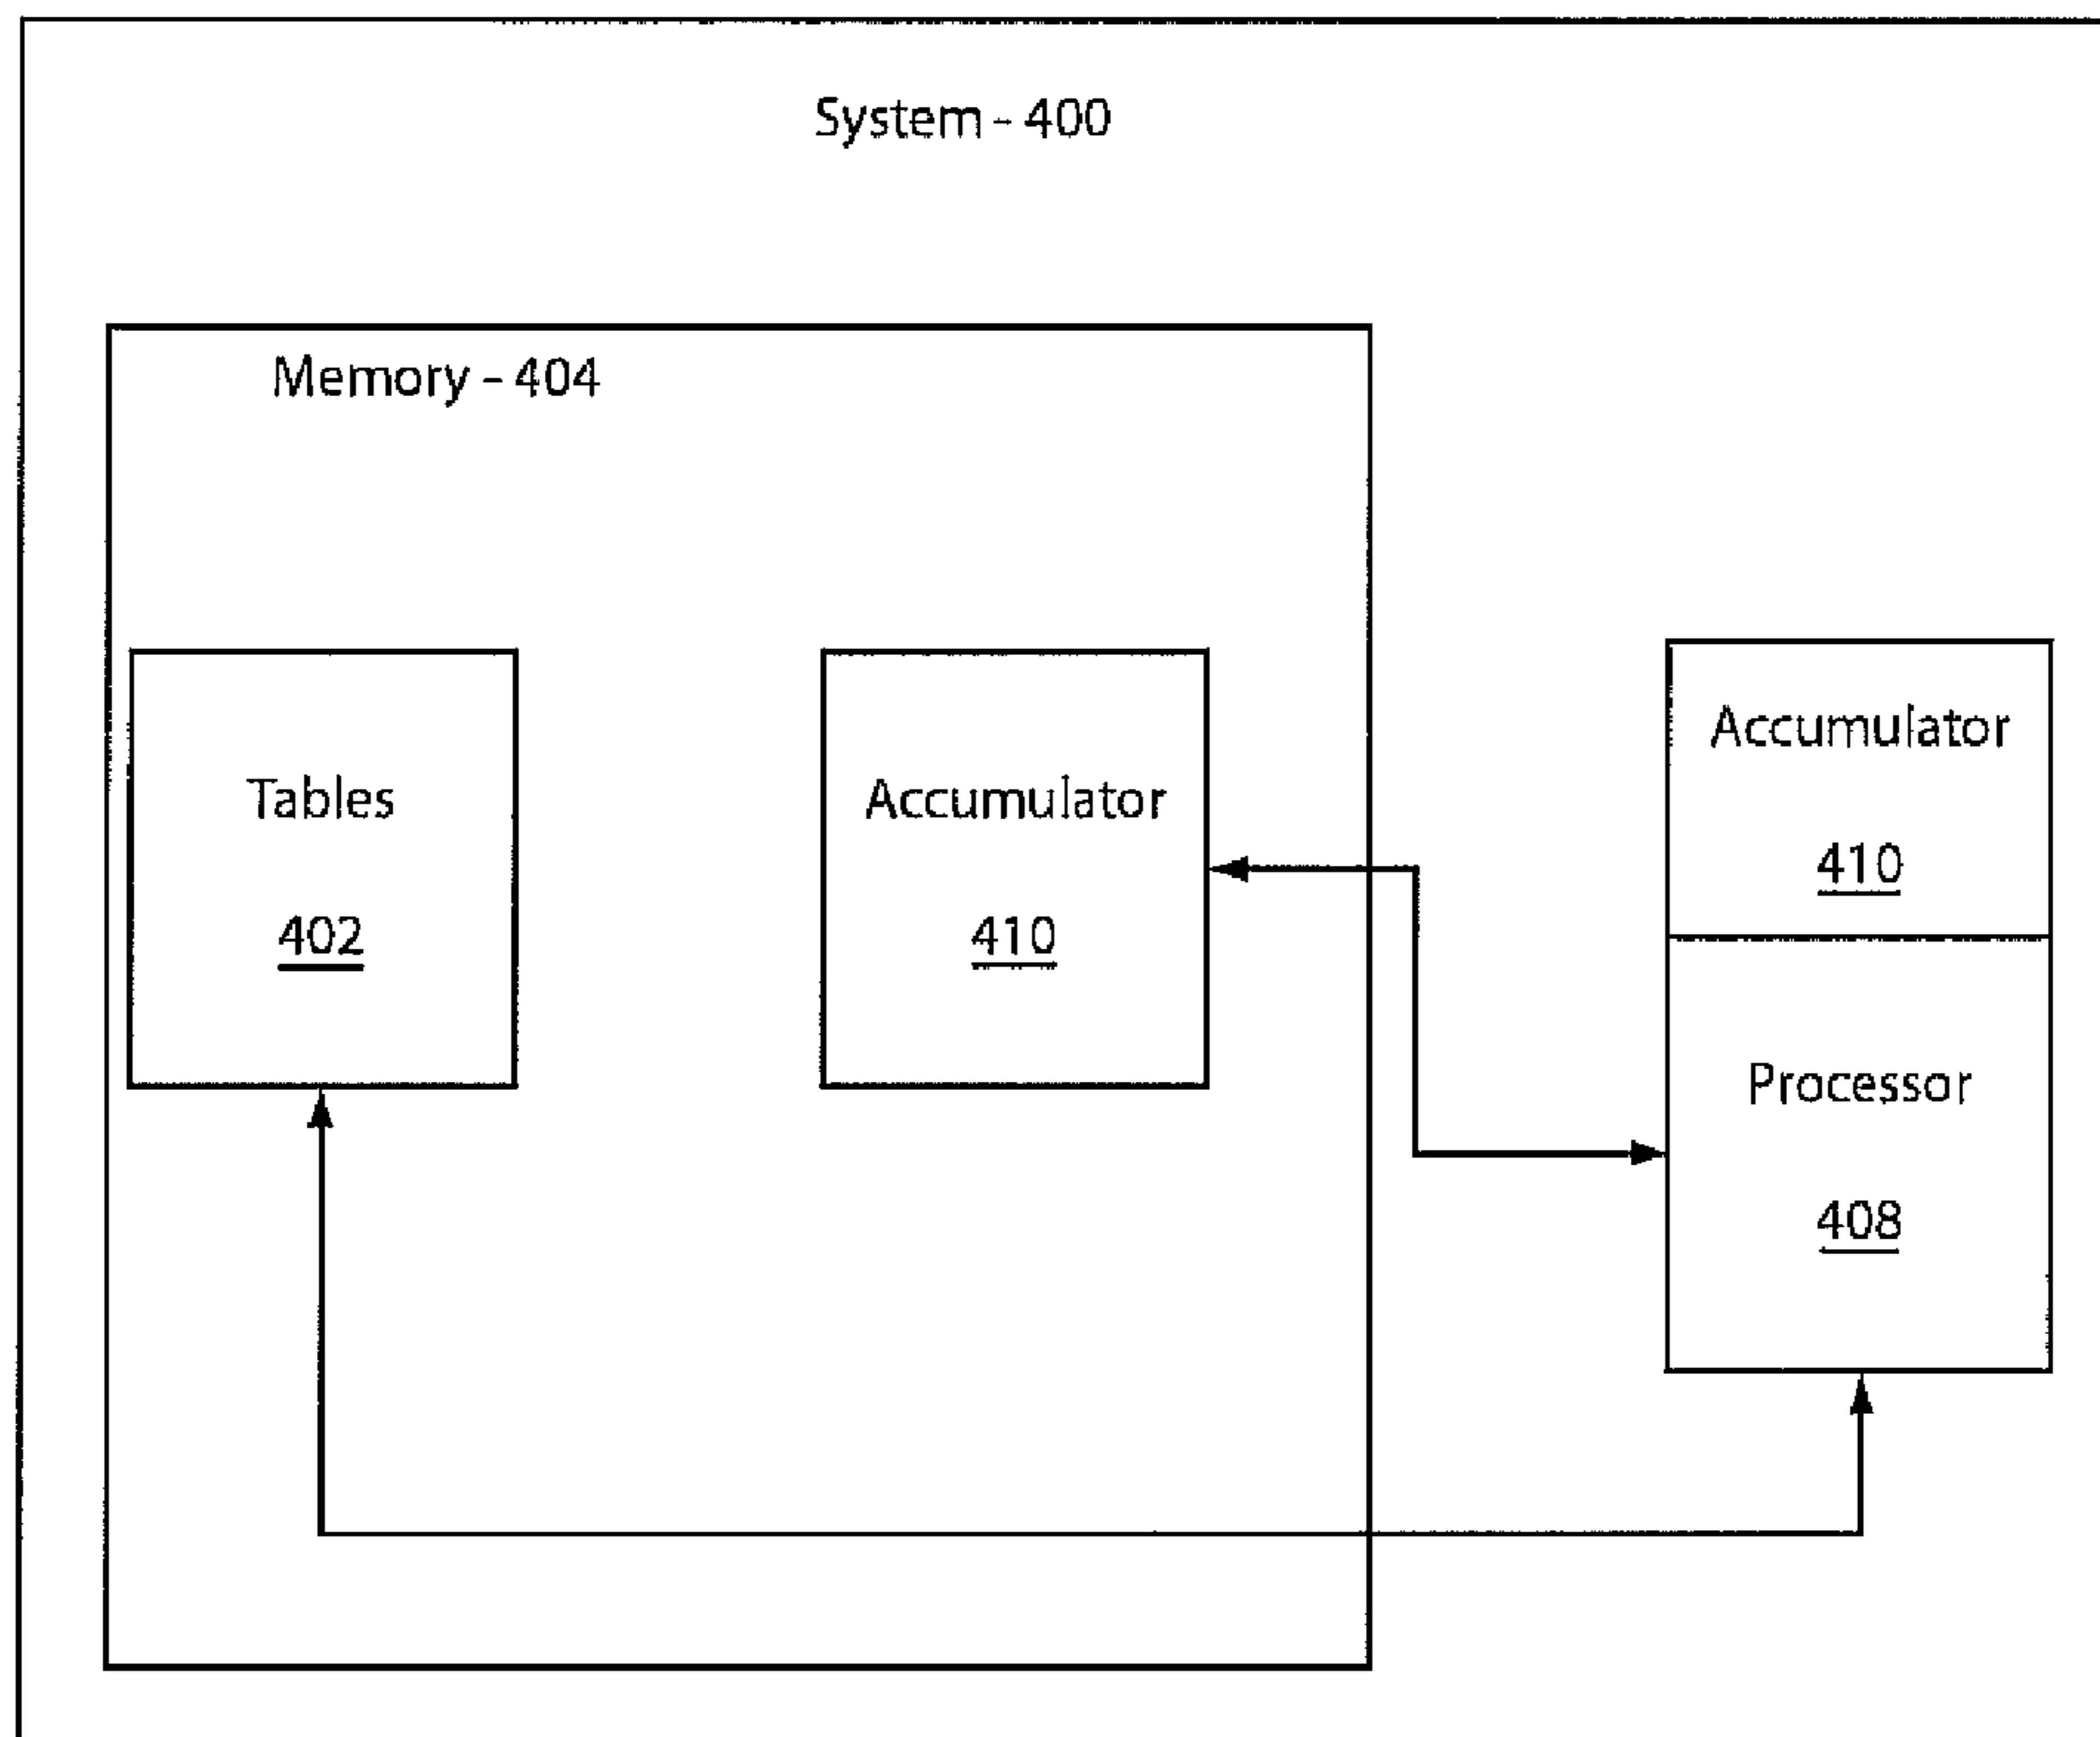 System - 400
Memory - 404
Tables
402
Accumulator
410
Accumulator
410
Processor
408